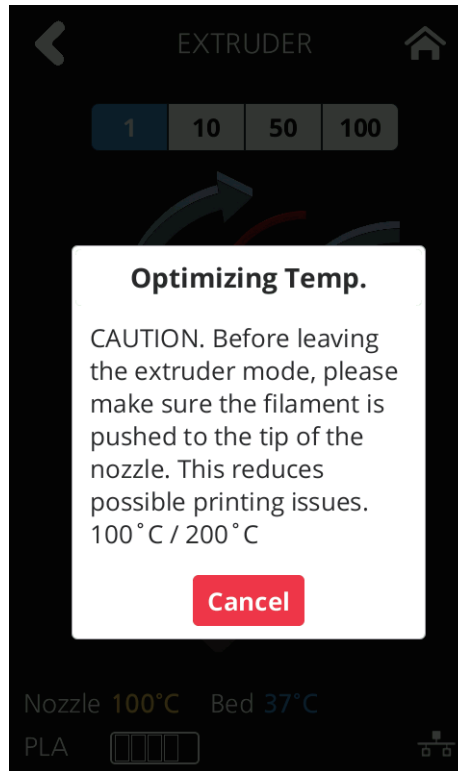 EXTRUDER
1 10 50 100
Optimizing Temp.
CAUTION. Before leaving
the extruder mode, please
make sure the filament is
pushed to the tip of the
nozzle. This reduces
possible printing issues.
100˚C / 200˚C
Cancel
Nozzle 100°C Bed 37°C
PLA